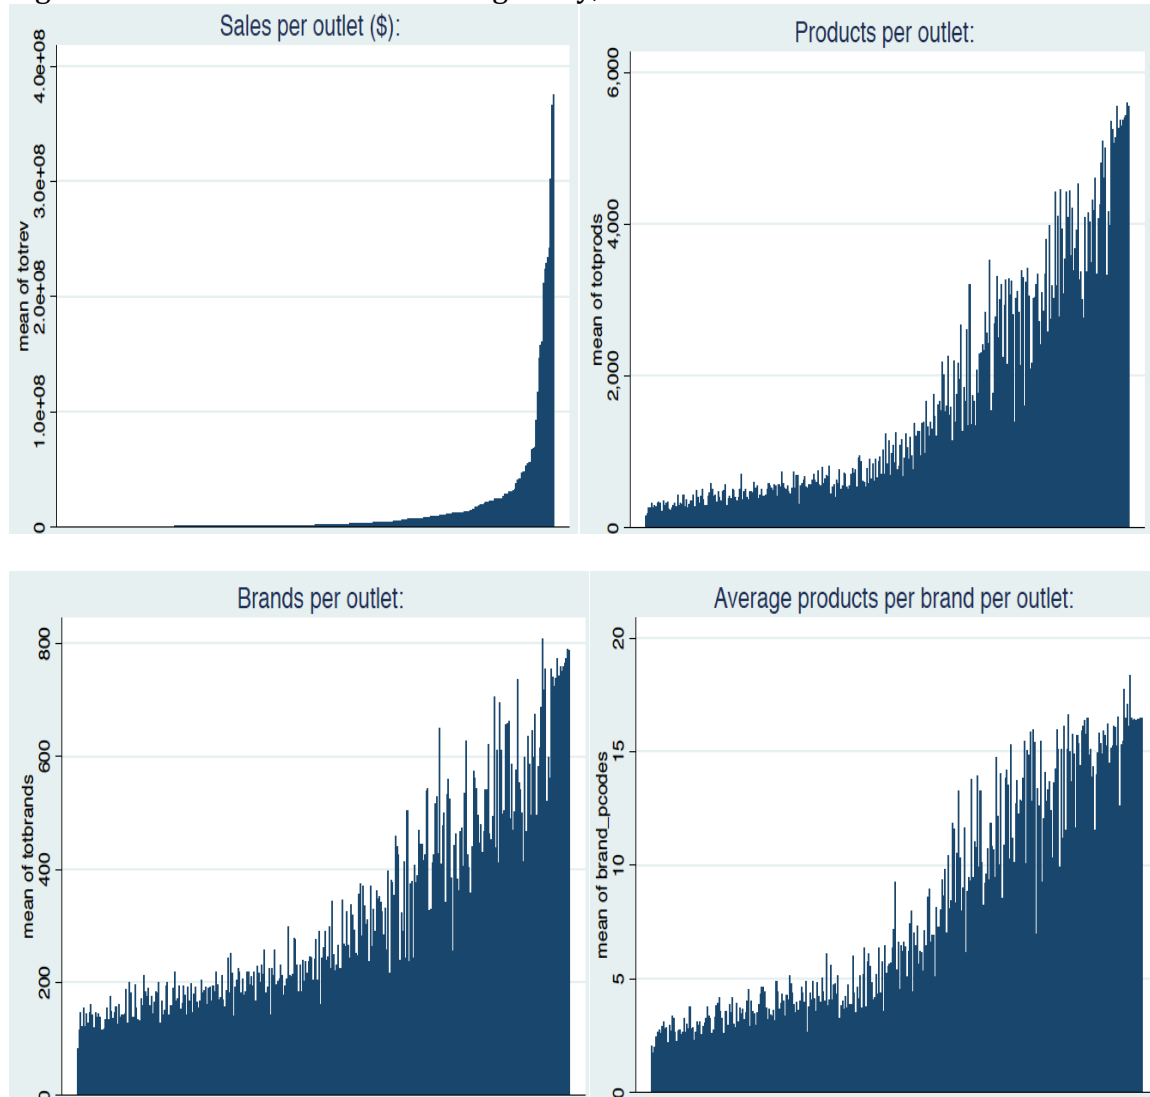 Sales per outlet ($):
mean of totrev
0
1.0e+08
2.0e+08
3.0e+08
4.0e+08
Products per outlet:
mean of totprods
0
2,000
4,000
6,000
Brands per outlet:
mean of totbrands
0
200
400
600
800
Average products per brand per outlet:
mean of brand_pcodes
0
5
10
15
20